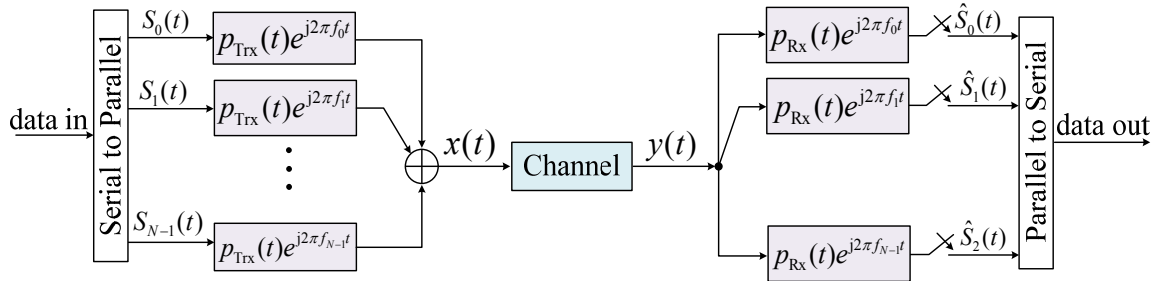 data in
Serial to Parallel
S_0(t)
p_Trx(t)e^{j2πf_0t}
S_1(t)
p_Trx(t)e^{j2πf_1t}
S_{N-1}(t)
p_Trx(t)e^{j2πf_{N-1}t}
x(t)
Channel
y(t)
p_Rx(t)e^{j2πf_0t}
Ŝ_0(t)
p_Rx(t)e^{j2πf_1t}
Ŝ_1(t)
p_Rx(t)e^{j2πf_{N-1}t}
Ŝ_2(t)
Parallel to Serial
data out